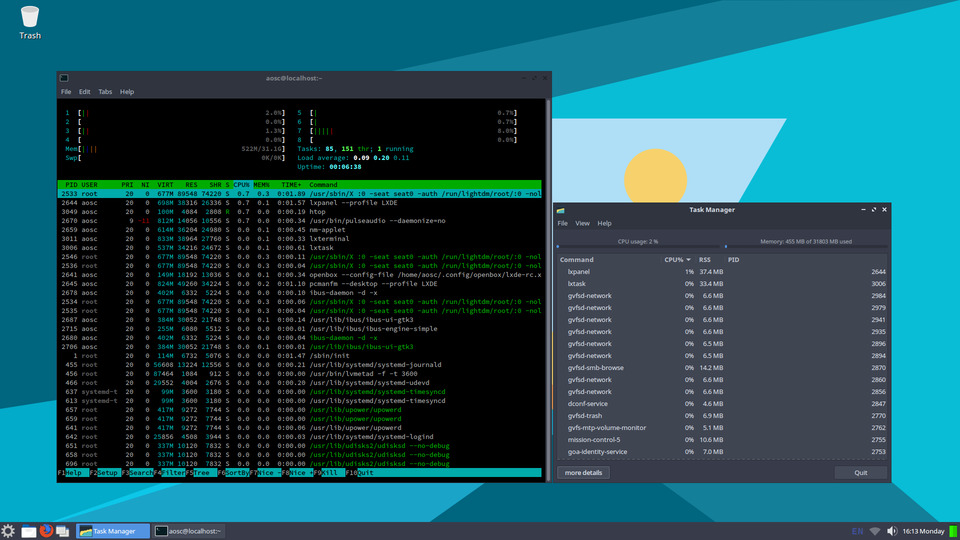 Trash
aosc@localhost:~
File Edit Tabs Help
1 [|| 2.0%] 5 [| 0.7%]
2 [ 0.0%] 6 [| 0.7%]
3 [|| 1.3%] 7 [||||| 8.0%]
4 [ 0.0%] 8 [ 0.0%]
Mem[||| 522M/31.1G] Tasks: 85, 151 thr; 1 running
Swp[ 0K/0K] Load average: 0.09 0.20 0.11
Uptime: 00:06:38
PID USER PRI NI VIRT RES SHR S CPU% MEM% TIME+ Command
2533 root 20 0 677M 89548 74220 S 0.7 0.3 0:01.89 /usr/sbin/X :0 -seat seat0 -auth /run/lightdm/root/:0 -nol
2644 aosc 20 0 698M 38316 26336 S 0.7 0.1 0:01.57 lxpanel --profile LXDE
3049 aosc 20 0 100M 4084 2808 R 0.7 0.0 0:00.03 htop
2670 aosc 9 -11 812M 14056 10556 S 0.7 0.0 0:00.34 /usr/bin/pulseaudio --daemonize=no
2659 aosc 20 0 614M 36204 24980 S 0.0 0.1 0:00.45 nm-applet
3011 aosc 20 0 833M 38964 27760 S 0.0 0.1 0:00.33 lxterminal
3006 aosc 20 0 537M 34216 24672 S 0.0 0.1 0:00.61 lxtask
2546 root 20 0 677M 89548 74220 S 0.0 0.3 0:00.11 /usr/sbin/X :0 -seat seat0 -auth /run/lightdm/root/:0 -nol
2536 root 20 0 677M 89548 74220 S 0.0 0.3 0:00.04 /usr/sbin/X :0 -seat seat0 -auth /run/lightdm/root/:0 -nol
2641 aosc 20 0 149M 18192 13036 S 0.0 0.1 0:00.34 openbox --config-file /home/aosc/.config/openbox/lxde-rc.x
2645 aosc 20 0 824M 49260 34224 S 0.0 0.2 0:01.10 pcmanfm --desktop --profile LXDE
2678 aosc 20 0 402M 6332 5224 S 0.0 0.0 0:00.10 ibus-daemon -d -x
2534 root 20 0 677M 89548 74220 S 0.0 0.3 0:00.06 /usr/sbin/X :0 -seat seat0 -auth /run/lightdm/root/:0 -nol
2535 root 20 0 677M 89548 74220 S 0.0 0.3 0:00.04 /usr/sbin/X :0 -seat seat0 -auth /run/lightdm/root/:0 -nol
2687 aosc 20 0 384M 30052 21748 S 0.0 0.1 0:00.14 /usr/lib/ibus/ibus-ui-gtk3
2715 aosc 20 0 255M 6080 5512 S 0.0 0.0 0:00.04 /usr/lib/ibus/ibus-engine-simple
2680 aosc 20 0 402M 6332 5224 S 0.0 0.0 0:00.04 ibus-daemon -d -x
2706 aosc 20 0 384M 30052 21748 S 0.0 0.1 0:00.01 /usr/lib/ibus/ibus-ui-gtk3
1 root 20 0 114M 6732 5076 S 0.0 0.0 0:01.47 /sbin/init
455 root 20 0 56608 13224 12556 S 0.0 0.0 0:00.21 /usr/lib/systemd/systemd-journald
456 root 20 0 87464 1084 912 S 0.0 0.0 0:00.00 /usr/bin/lvmetad -f -t 3600
466 root 20 0 29552 4004 2676 S 0.0 0.0 0:00.20 /usr/lib/systemd/systemd-udevd
637 systemd-t 20 0 99M 3600 3180 S 0.0 0.0 0:00.00 /usr/lib/systemd/systemd-timesyncd
613 systemd-t 20 0 99M 3600 3180 S 0.0 0.0 0:00.00 /usr/lib/systemd/systemd-timesyncd
657 root 20 0 417M 9272 7744 S 0.0 0.0 0:00.00 /usr/lib/upower/upowerd
659 root 20 0 417M 9272 7744 S 0.0 0.0 0:00.00 /usr/lib/upower/upowerd
641 root 20 0 417M 9272 7744 S 0.0 0.0 0:00.02 /usr/lib/upower/upowerd
642 root 20 0 25856 4508 3944 S 0.0 0.0 0:00.03 /usr/lib/systemd/systemd-logind
651 root 20 0 337M 10120 7832 S 0.0 0.0 0:00.00 /usr/lib/udisks2/udisksd --no-debug
658 root 20 0 337M 10120 7832 S 0.0 0.0 0:00.00 /usr/lib/udisks2/udisksd --no-debug
696 root 20 0 337M 10120 7832 S 0.0 0.0 0:00.00 /usr/lib/udisks2/udisksd --no-debug
F1Help F2Setup F3SearchF4FilterF5Tree F6SortByF7Nice -F8Nice +F9Kill F10Quit
Task Manager
File View Help
CPU usage: 2 % Memory: 455 MB of 31803 MB used
Command CPU% RSS PID
lxpanel 1% 37.4 MB 2644
lxtask 0% 33.4 MB 3006
gvfsd-network 0% 6.6 MB 2984
gvfsd-network 0% 6.6 MB 2979
gvfsd-network 0% 6.6 MB 2941
gvfsd-network 0% 6.6 MB 2935
gvfsd-network 0% 6.5 MB 2896
gvfsd-network 0% 6.5 MB 2894
gvfsd-smb-browse 0% 14.2 MB 2870
gvfsd-network 0% 6.6 MB 2860
gvfsd-network 0% 6.6 MB 2856
dconf-service 0% 4.6 MB 2847
gvfsd-trash 0% 6.9 MB 2770
gvfs-mtp-volume-monitor 0% 5.1 MB 2762
mission-control-5 0% 10.6 MB 2755
goa-identity-service 0% 7.0 MB 2753
more details Quit
Task Manager aosc@localhost:~ EN 16:13 Monday